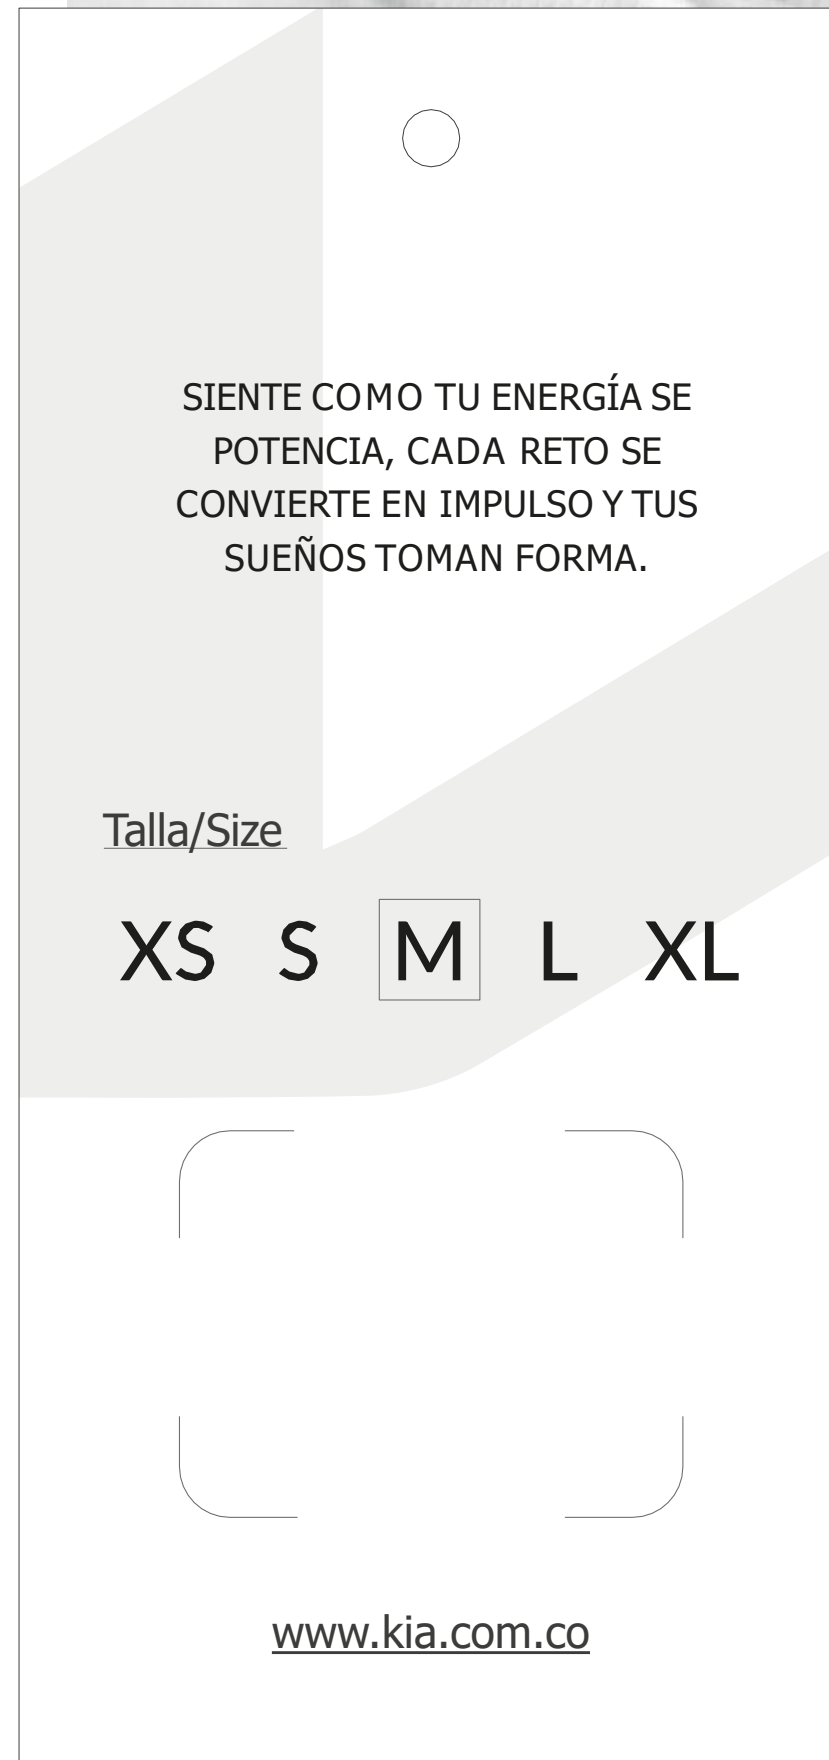 SIENTE COMO TU ENERGÍA SE
POTENCIA, CADA RETO SE
CONVIERTE EN IMPULSO Y TUS
SUEÑOS TOMAN FORMA.
Talla/Size
XS S M L XL
www.kia.com.co